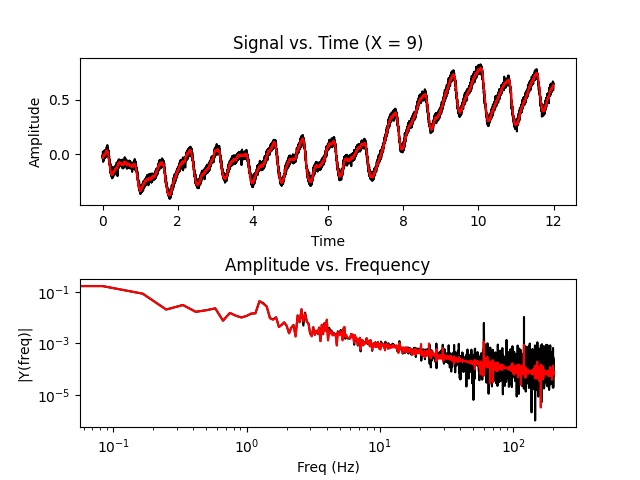 Signal vs. Time (X = 9)
Amplitude
0.5
0.0
0 2 4 6 8 10 12
Time
Amplitude vs. Frequency
|Y(freq)|
10⁻¹
10⁻³
10⁻⁵
10⁻¹ 10⁰ 10¹ 10²
Freq (Hz)